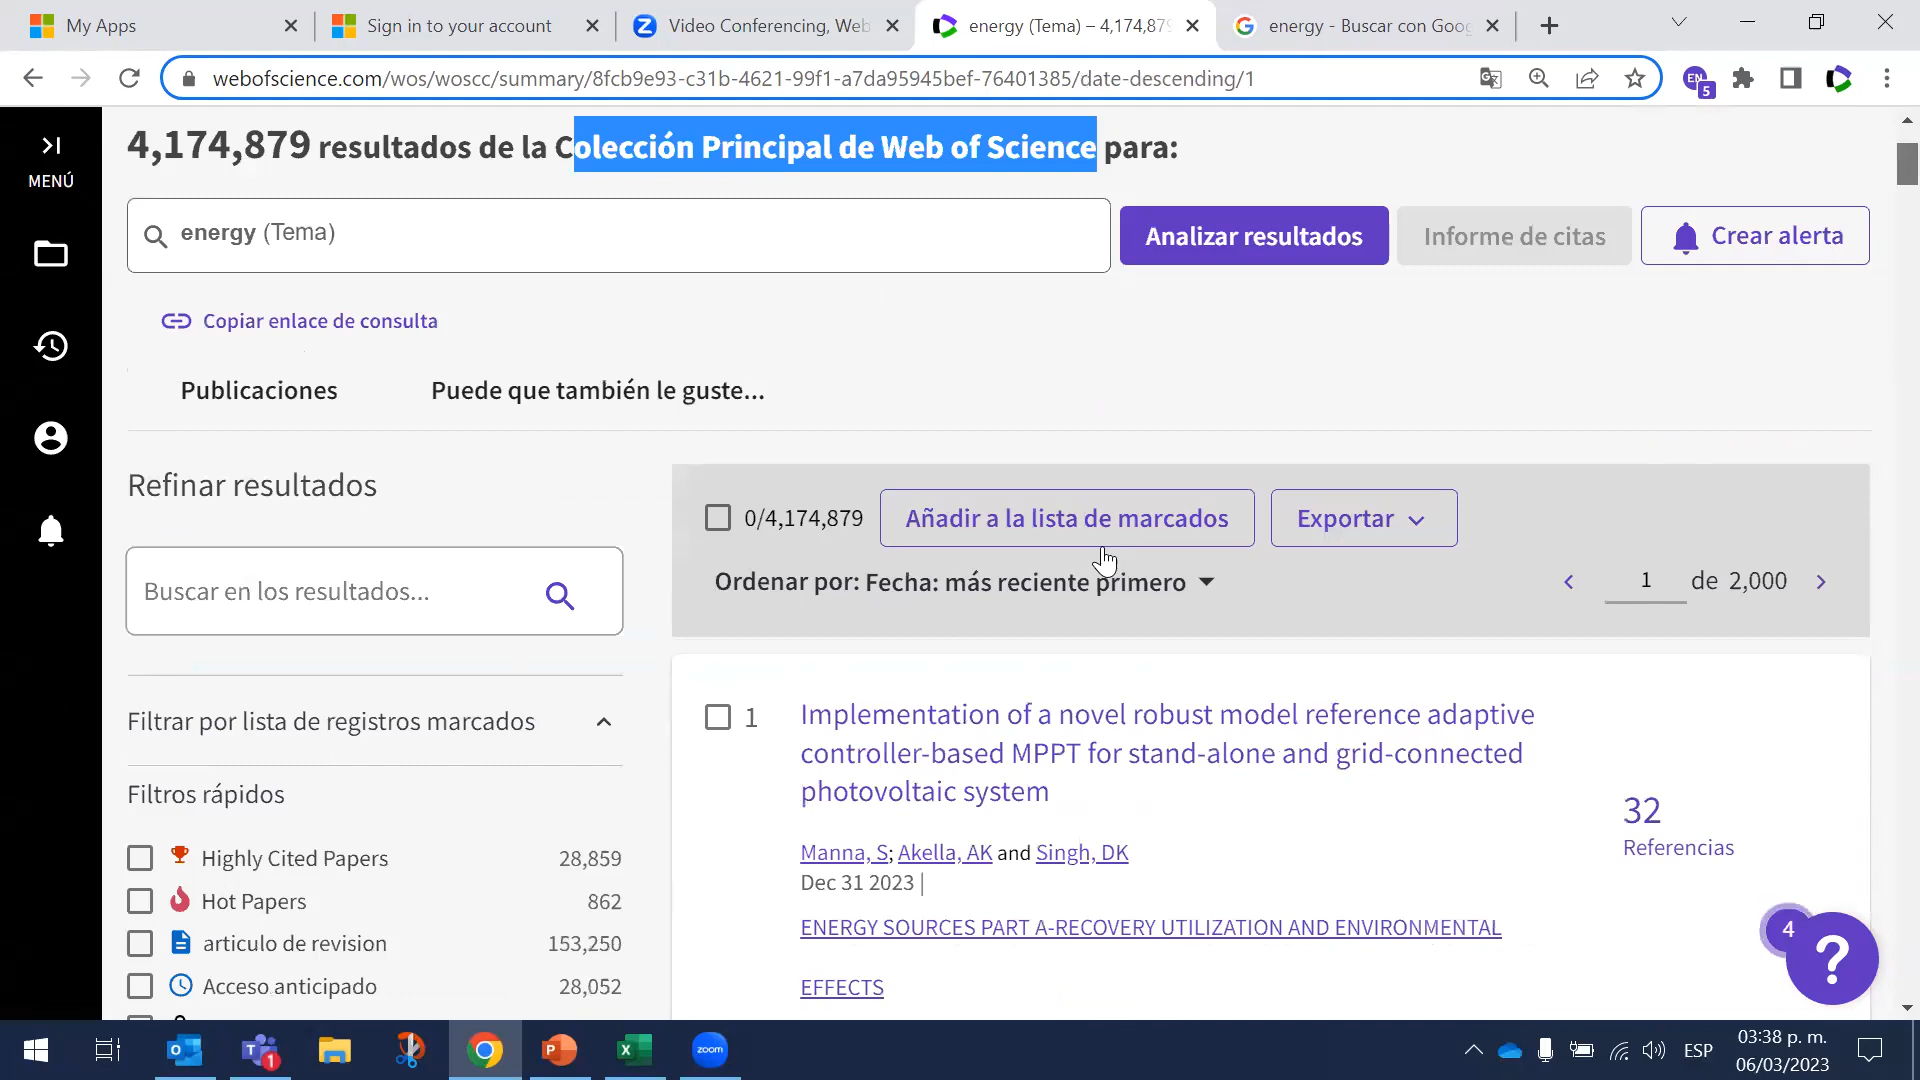 My Apps
Sign in to your account
Video Conferencing, Web
energy (Tema) – 4,174,879
energy - Buscar con Goog
webofscience.com/wos/woscc/summary/8fcb9e93-c31b-4621-99f1-a7da95945bef-76401385/date-descending/1
EN
5
MENÚ
4,174,879 resultados de la Colección Principal de Web of Science para:
energy (Tema)
Analizar resultados
Informe de citas
Crear alerta
Copiar enlace de consulta
Publicaciones
Puede que también le guste...
Refinar resultados
Buscar en los resultados...
Filtrar por lista de registros marcados
Filtros rápidos
Highly Cited Papers 28,859
Hot Papers 862
articulo de revision 153,250
Acceso anticipado 28,052
0/4,174,879
Añadir a la lista de marcados
Exportar
Ordenar por: Fecha: más reciente primero
1 de 2,000
1
Implementation of a novel robust model reference adaptive
controller-based MPPT for stand-alone and grid-connected
photovoltaic system
Manna, S; Akella, AK and Singh, DK
Dec 31 2023 |
ENERGY SOURCES PART A-RECOVERY UTILIZATION AND ENVIRONMENTAL
EFFECTS
32
Referencias
4
?
1
zoom
ESP
03:38 p. m.
06/03/2023